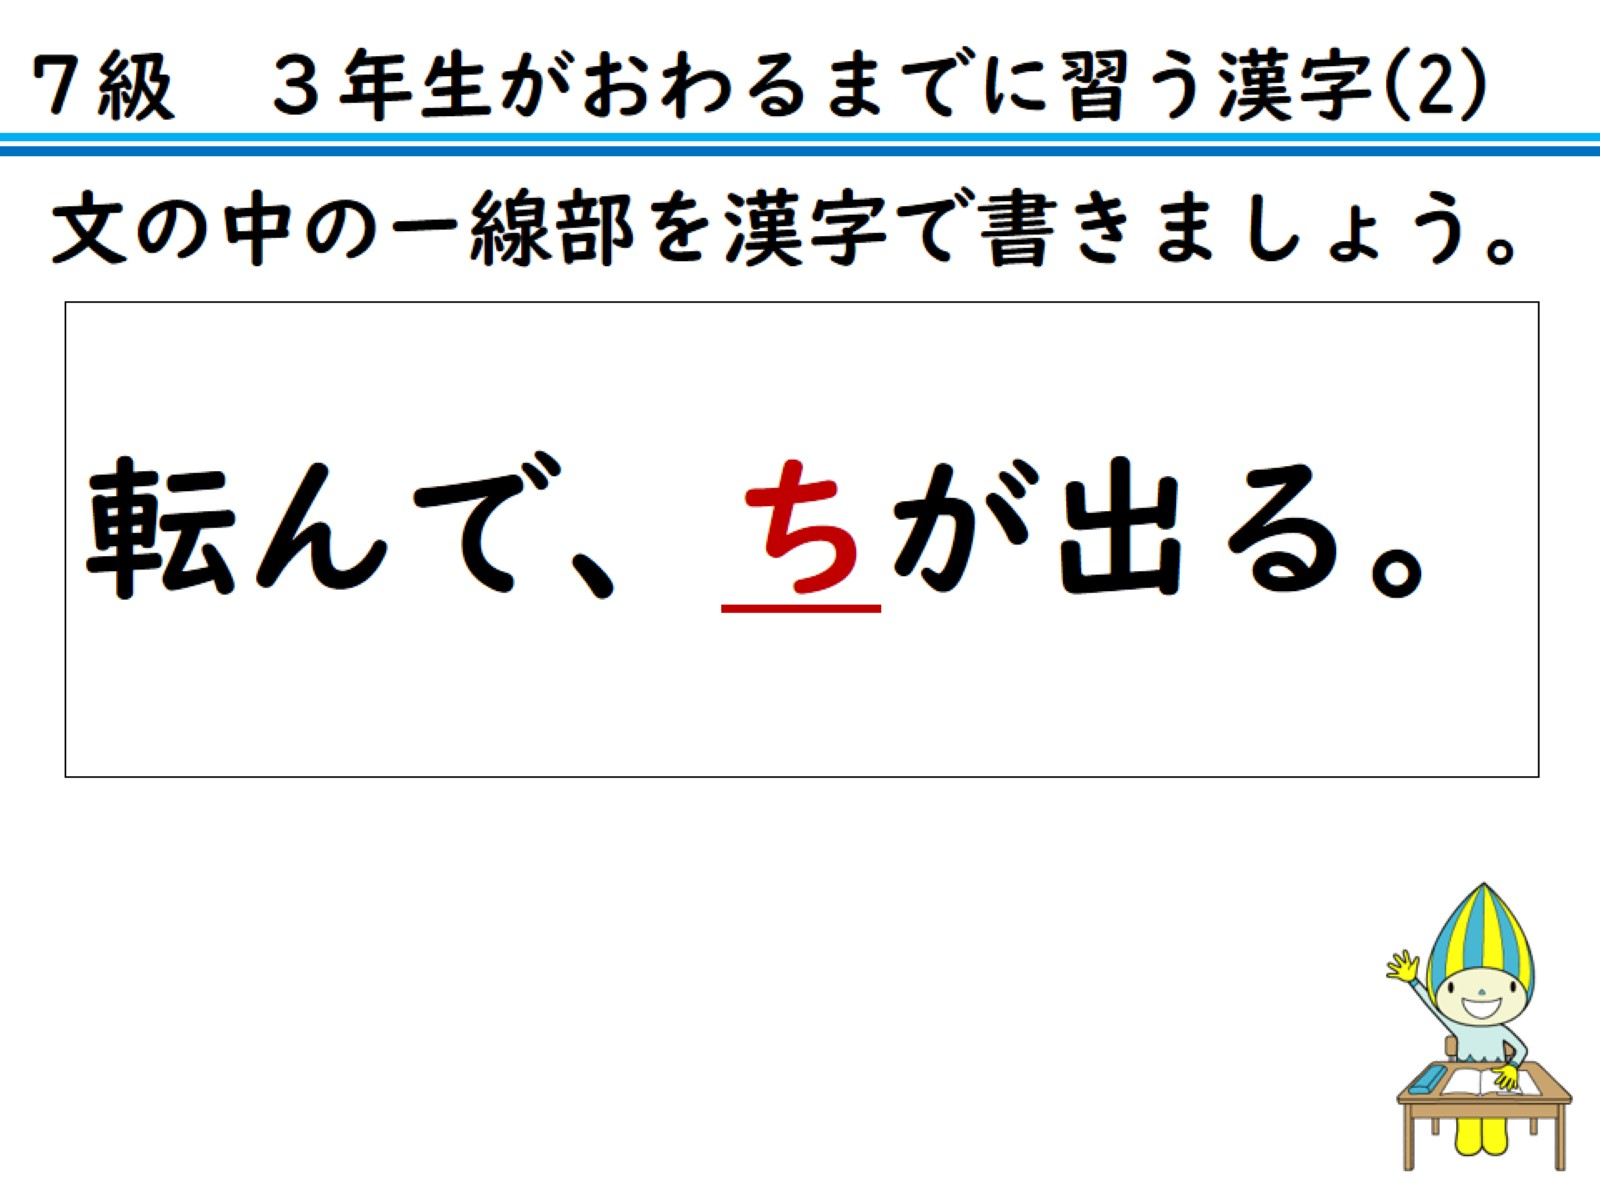 ７級　３年生がおわるまでに習う漢字(2)
文の中の一線部を漢字で書きましょう。
転んで、ちが出る。